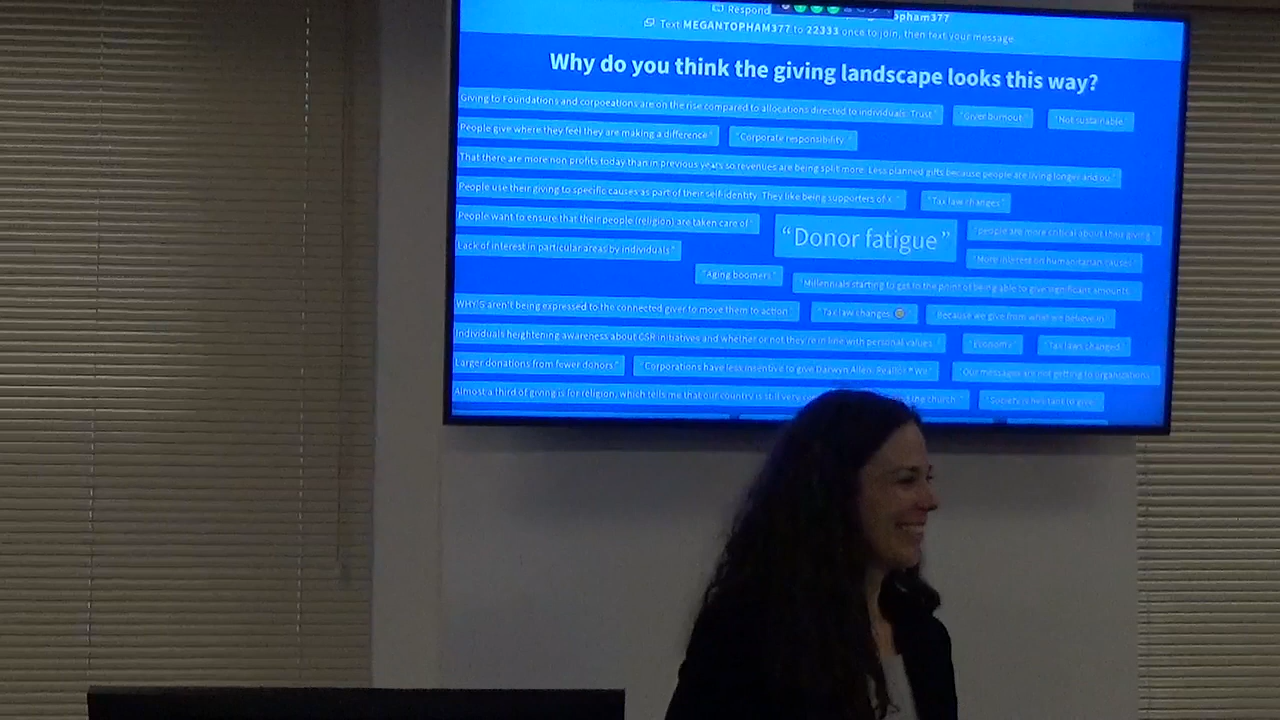 Respond opham377
Text MEGANTOPHAM377 to 22333 once to join, then text your message
Why do you think the giving landscape looks this way?
Giving to Foundations and corpoeations are on the rise compared to allocations directed to individuals. Trust" "Giver burnout" "Not sustainable"
People give where they feel they are making a difference" "Corporate responsibility"
That there are more non profits today than in previous years so revenues are being split more. Less planned gifts because people are living longer and ou"
People use their giving to specific causes as part of their self-identity. They like being supporters of x" "Tax law changes"
People want to ensure that their people (religion) are taken care of" "Donor fatigue" "people are more critical about their giving"
Lack of interest in particular areas by individuals" "More interest on humanitarian causes"
"Aging boomers" "Millennials starting to get to the point of being able to give significant amounts"
WHY'S aren't being expressed to the connected giver to move them to action" "Tax law changes 😑" "Because we give from what we believe in"
Individuals heightening awareness about CSR initiatives and whether or not they're in line with personal values" "Economy" "Tax laws changed"
Larger donations from fewer donors" "Corporations have less incentive to give Darwyn Allen, Realtor We" "Our messages are not getting to organizations"
Almost a third of giving is for religion, which tells me that our country is still very the church." "Society is hesitant to give